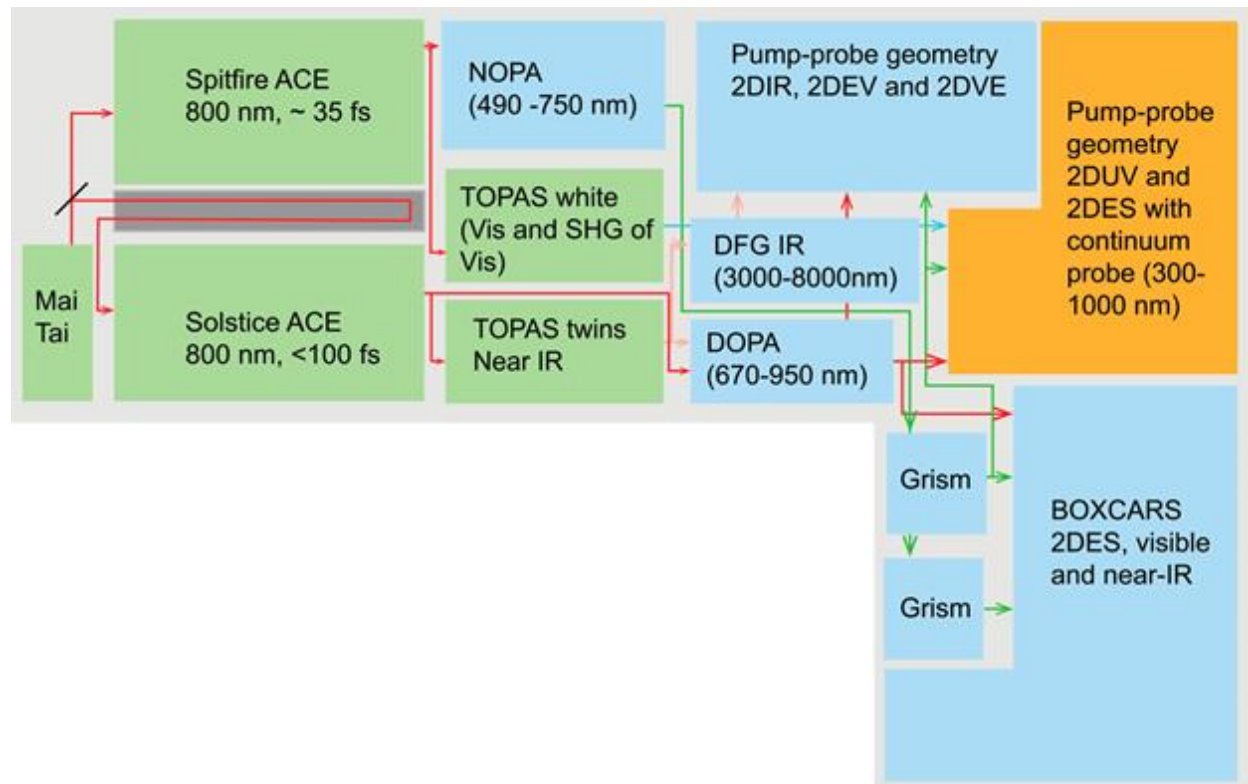 Spitfire ACE
800 nm, ~ 35 fs
NOPA
(490 -750 nm)
Pump-probe geometry
2DIR, 2DEV and 2DVE
Pump-probe
geometry
2DUV and
2DES with
continuum
probe (300-
1000 nm)
TOPAS white
(Vis and SHG of
Vis)
DFG IR
(3000-8000nm)
Mai
Tai
Solstice ACE
800 nm, <100 fs
TOPAS twins
Near IR
DOPA
(670-950 nm)
Grism
BOXCARS
2DES, visible
and near-IR
Grism